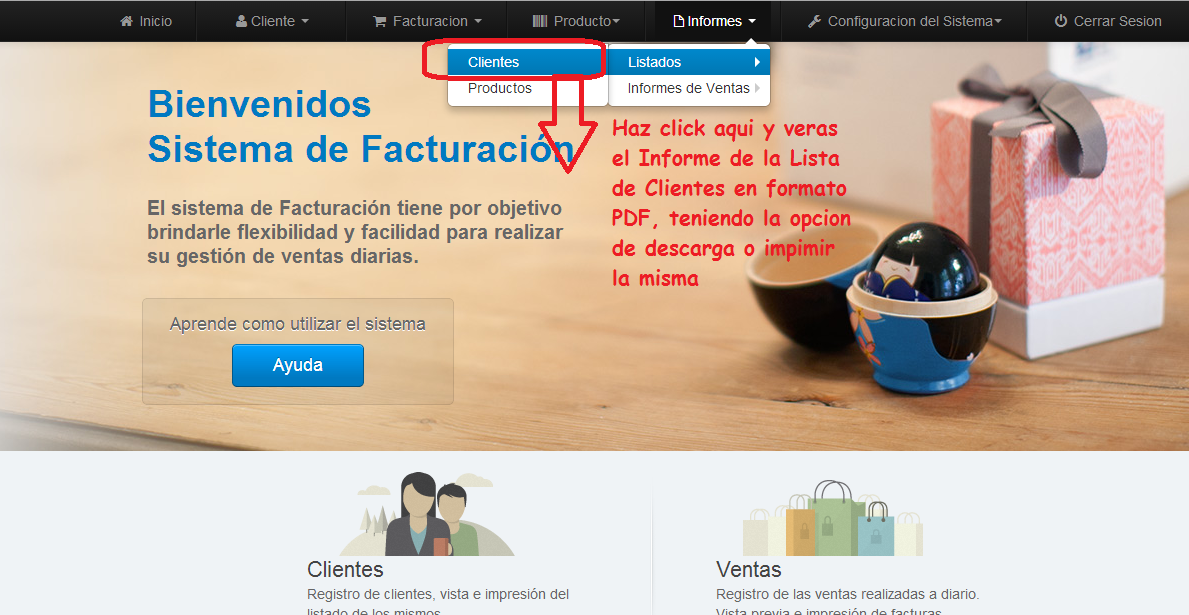 Inicio
Cliente
Facturacion
Producto
Informes
Configuracion del Sistema
Cerrar Sesion
Clientes
Productos
Listados
Informes de Ventas
Bienvenidos
Sistema de Facturación
El sistema de Facturación tiene por objetivo
brindarle flexibilidad y facilidad para realizar
su gestión de ventas diarias.
Aprende como utilizar el sistema
Ayuda
Haz click aqui y veras
el Informe de la Lista
de Clientes en formato
PDF, teniendo la opcion
de descarga o impimir
la misma
Clientes
Registro de clientes, vista e impresión del
listado de los mismos.
Ventas
Registro de las ventas realizadas a diario.
Vista previa e impresión de facturas.